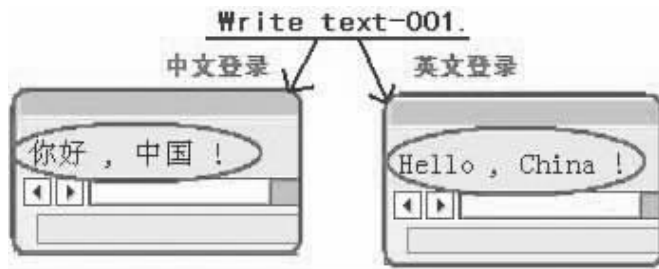 Write text-001.
中文登录 英文登录
你好 , 中国 !
Hello , China !